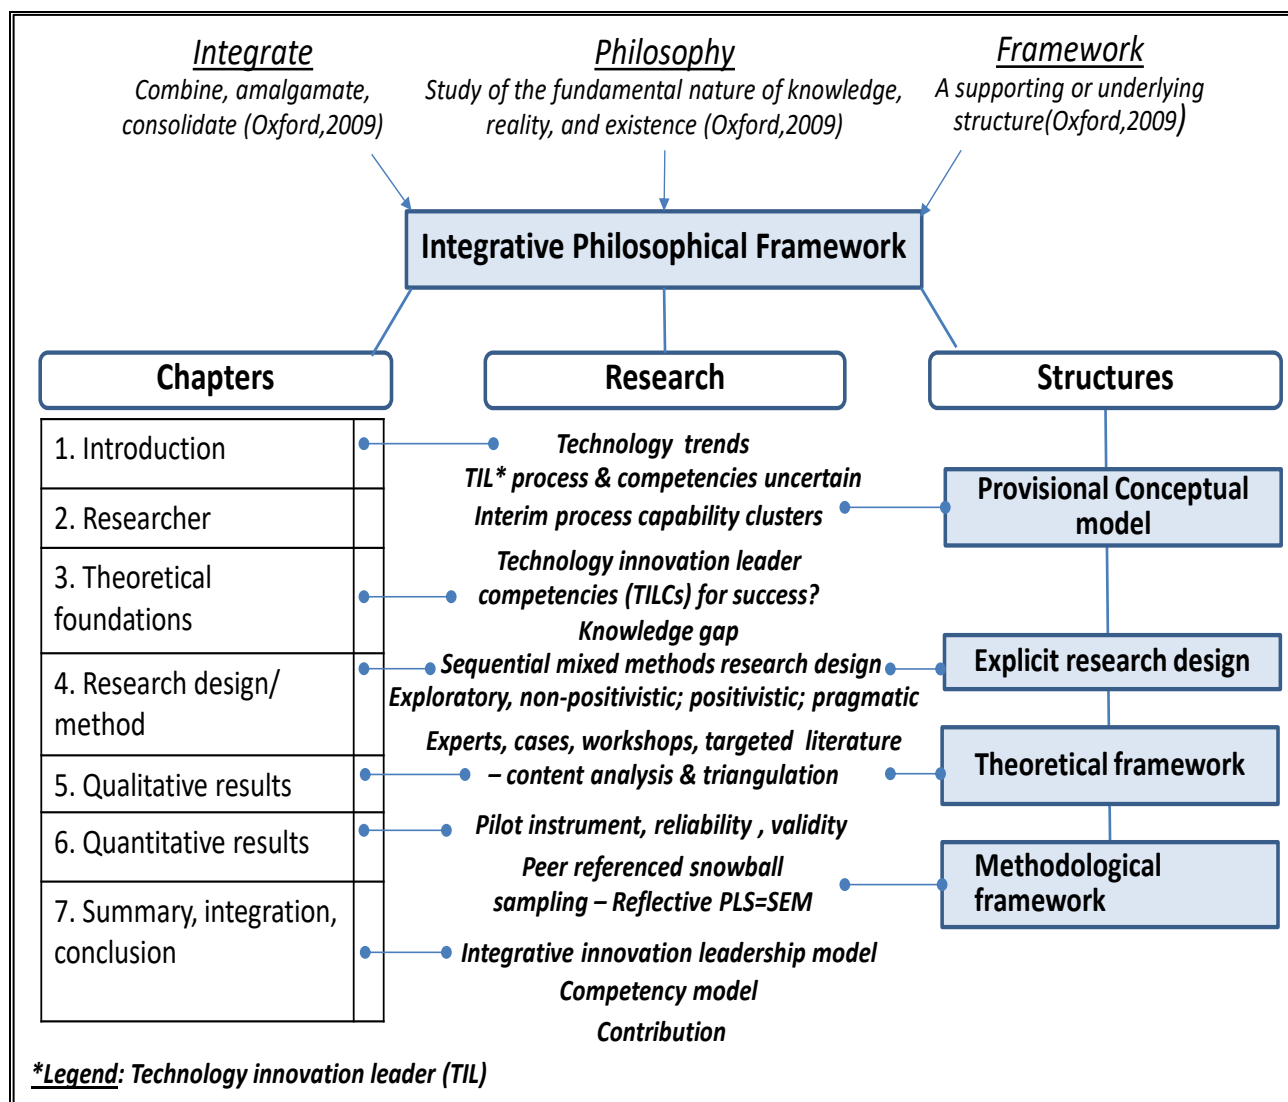 Integrate
Combine, amalgamate,
consolidate (Oxford,2009)
Philosophy
Study of the fundamental nature of knowledge,
reality, and existence (Oxford,2009)
Framework
A supporting or underlying
structure(Oxford,2009)
Integrative Philosophical Framework
Chapters
Research
Structures
1. Introduction
2. Researcher
3. Theoretical
foundations
4. Research design/
method
5. Qualitative results
6. Quantitative results
7. Summary, integration,
conclusion
Technology trends
TIL* process & competencies uncertain
Interim process capability clusters
Technology innovation leader
competencies (TILCs) for success?
Knowledge gap
Sequential mixed methods research design
Exploratory, non-positivistic; positivistic; pragmatic
Experts, cases, workshops, targeted literature
– content analysis & triangulation
Pilot instrument, reliability , validity
Peer referenced snowball
sampling – Reflective PLS=SEM
Integrative innovation leadership model
Competency model
Contribution
Provisional Conceptual
model
Explicit research design
Theoretical framework
Methodological
framework
*Legend: Technology innovation leader (TIL)